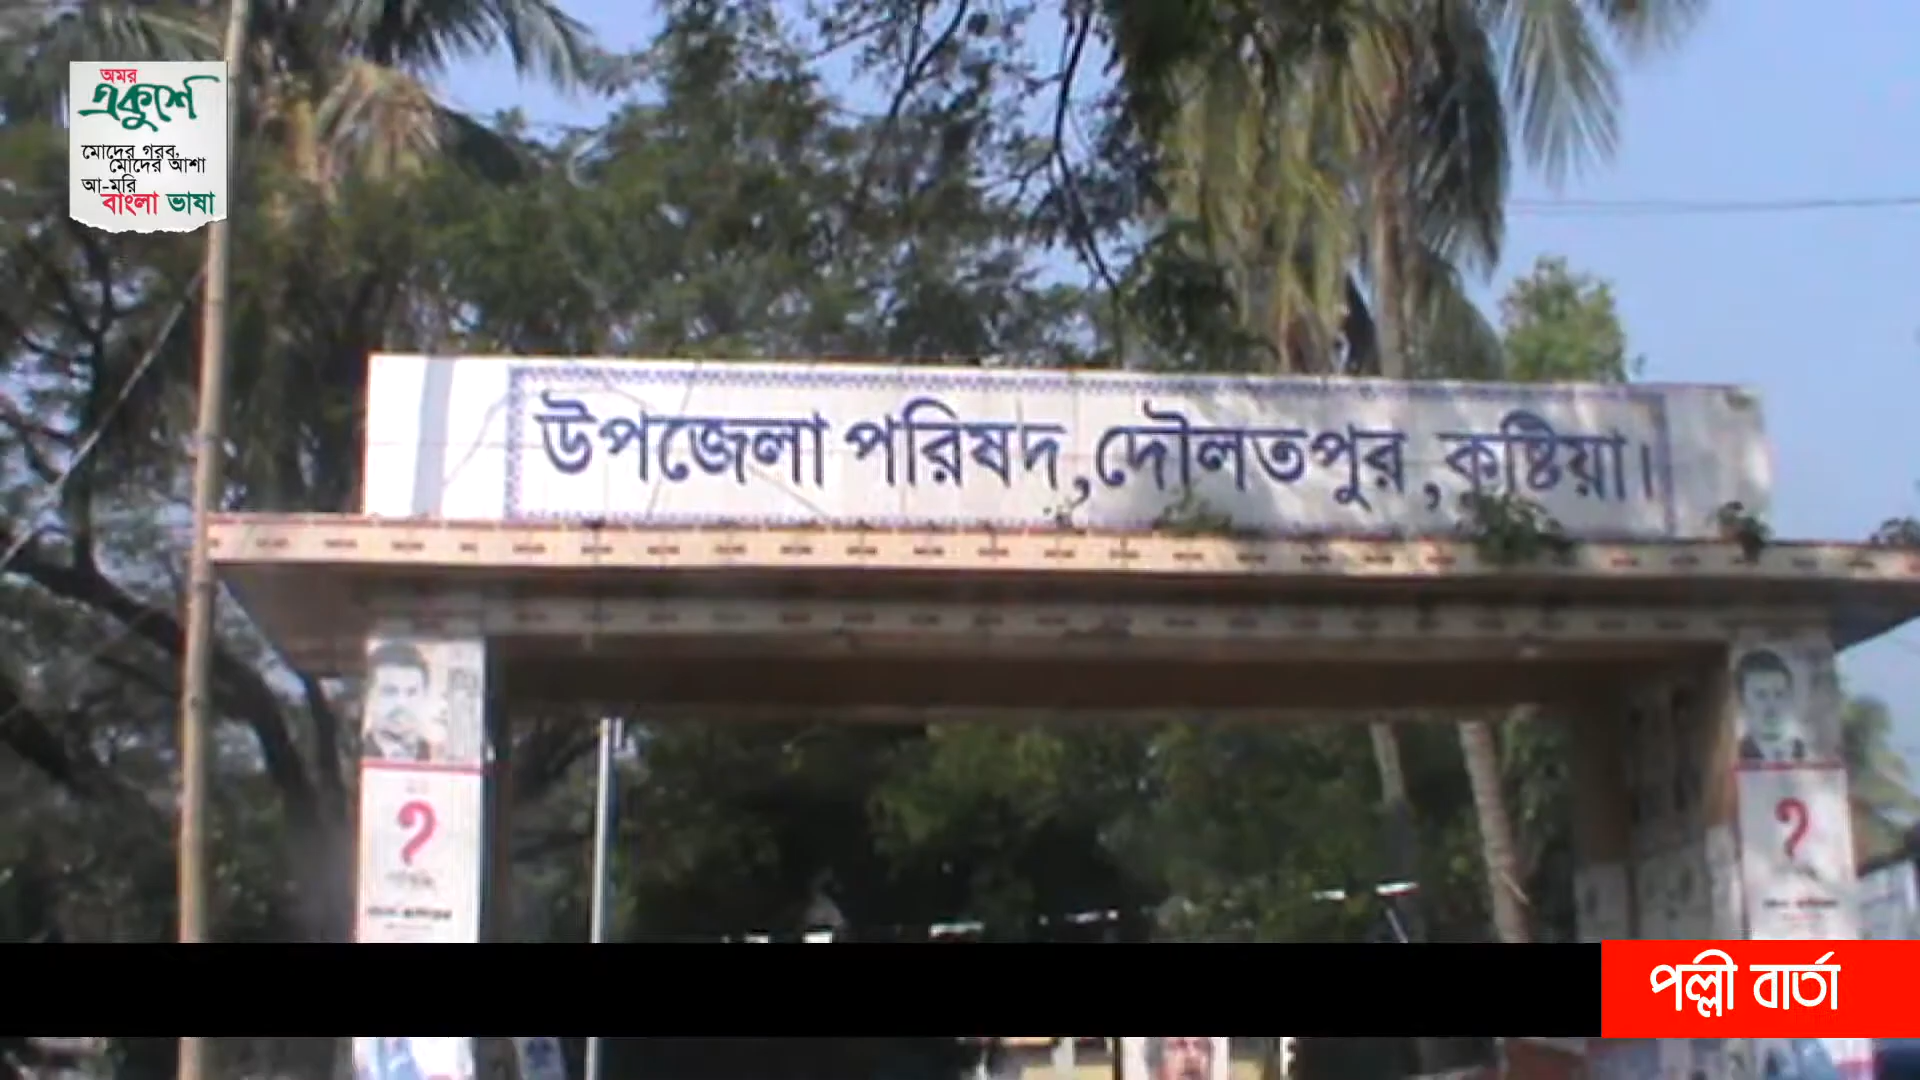 অমর
একুশে
মোদের গরব,
মোদের আশা
আ-মরি
বাংলা ভাষা
উপজেলা পরিষদ,দৌলতপুর,কুষ্টিয়া।
?
?
পল্লী বার্তা